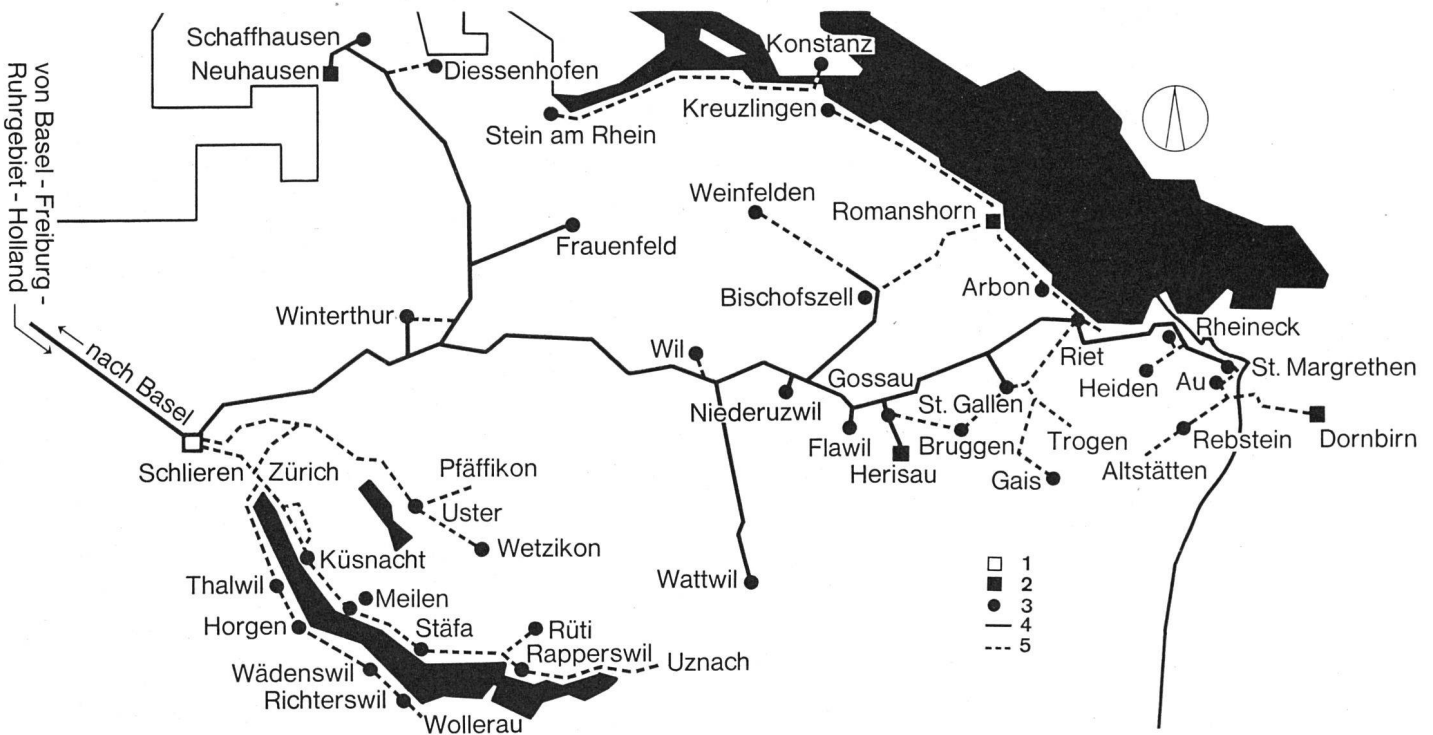 Schaffhausen
Konstanz
Neuhausen
Diessenhofen
von Basel - Freiburg -
Ruhrgebiet - Holland
Kreuzlingen
Stein am Rhein
Weinfelden
Romanshorn
Frauenfeld
Bischofszell
Arbon
Winterthur
Rheineck
Wil
Riet
← nach Basel
St. Margrethen
Heiden
Au
Gossau
Niederuzwil
St. Gallen
Flawil
Bruggen
Trogen
Rebstein
Dornbirn
Herisau
Altstätten
Gais
Schlieren
Zürich
Pfäffikon
Uster
Wetzikon
Küsnacht
Thalwil
Wattwil
Meilen
Horgen
Stäfa
Rüti
Rapperswil
Uznach
Wädenswil
Richterswil
Wollerau
1
2
3
4
5